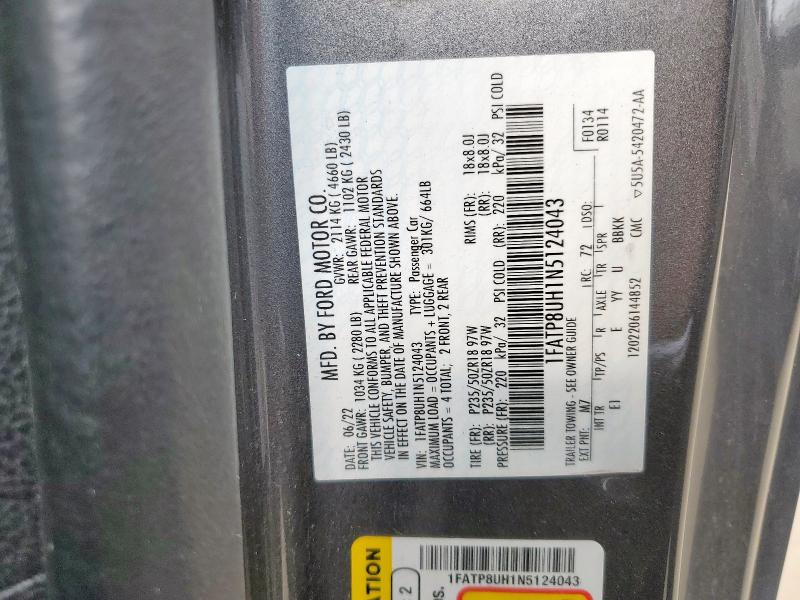 MFD. BY FORD MOTOR CO.
DATE: 06/22 GVWR: 2114 KG ( 4660 LB)
FRONT GAWR: 1034 KG ( 2280 LB) REAR GAWR: 1102 KG ( 2430 LB)
THIS VEHICLE CONFORMS TO ALL APPLICABLE FEDERAL MOTOR
VEHICLE SAFETY, BUMPER, AND THEFT PREVENTION STANDARDS
IN EFFECT ON THE DATE OF MANUFACTURE SHOWN ABOVE.
VIN: 1FATP8UH1N5124043 TYPE: Passenger Car
MAXIMUM LOAD = OCCUPANTS + LUGGAGE = 301KG/ 664LB
OCCUPANTS = 4 TOTAL; 2 FRONT, 2 REAR
TIRE (FR): P235/50ZR18 97W RIMS (FR): 18x8.0J
(RR): P235/50ZR18 97W (RR): 18x8.0J
PRESSURE (FR): 220 kPa/ 32 PSI COLD (RR): 220 kPa/ 32 PSI COLD
1FATP8UH1N5124043
TRAILER TOWING - SEE OWNER GUIDE
EXT PNT: M7 RC: 72 DSO: F0134
INT TR TP/PS R AXLE TR SPR R0114
EI E YY U BBKK
1202206144852 CMC ▽5U5A-5420472-AA
ATION
2
1FATP8UH1N5124043